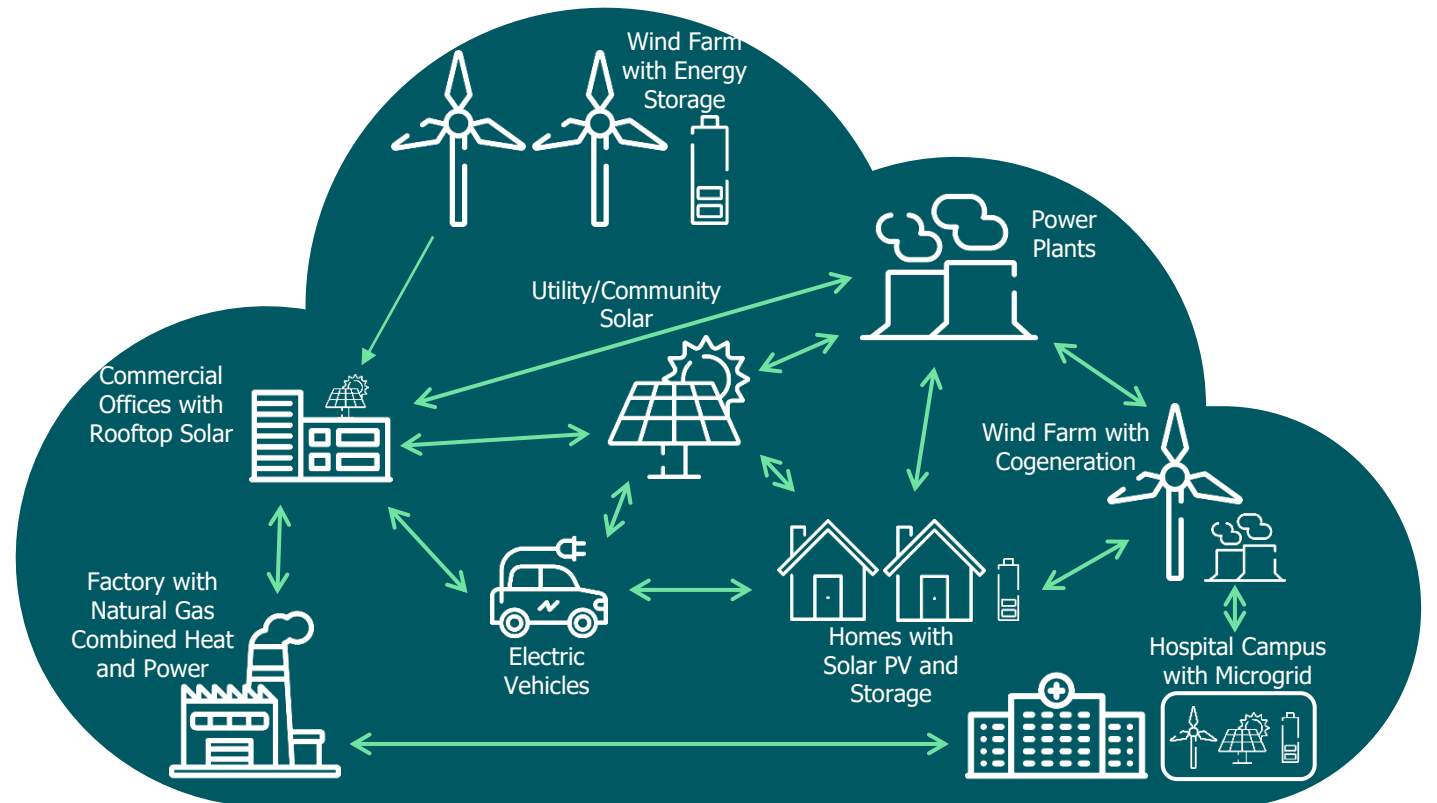 Wind Farm
with Energy
Storage
Power
Plants
Utility/Community
Solar
Commercial
Offices with
Rooftop Solar
Wind Farm with
Cogeneration
Factory with
Natural Gas
Combined Heat
and Power
Electric
Vehicles
Homes with
Solar PV and
Storage
Hospital Campus
with Microgrid